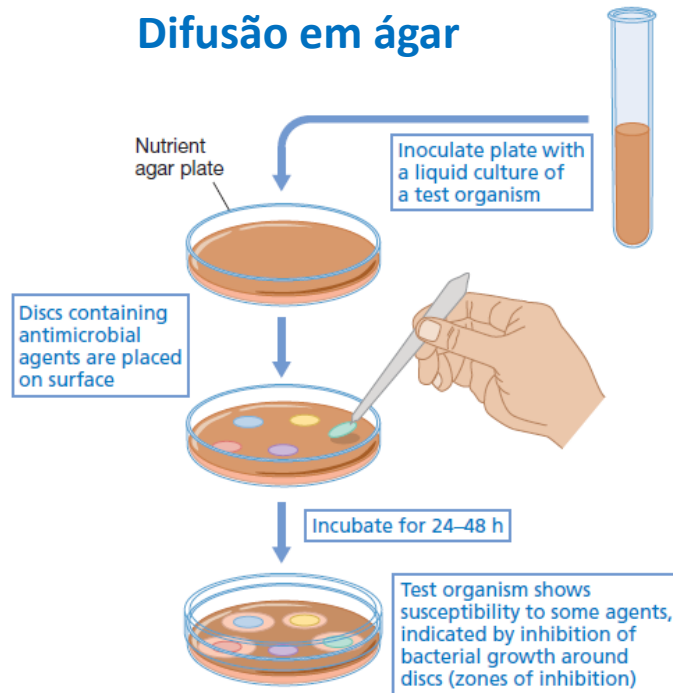 Difusão em ágar
Nutrient
agar plate
Inoculate plate with
a liquid culture of
a test organism
Discs containing
antimicrobial
agents are placed
on surface
Incubate for 24–48 h
Test organism shows
susceptibility to some agents,
indicated by inhibition of
bacterial growth around
discs (zones of inhibition)